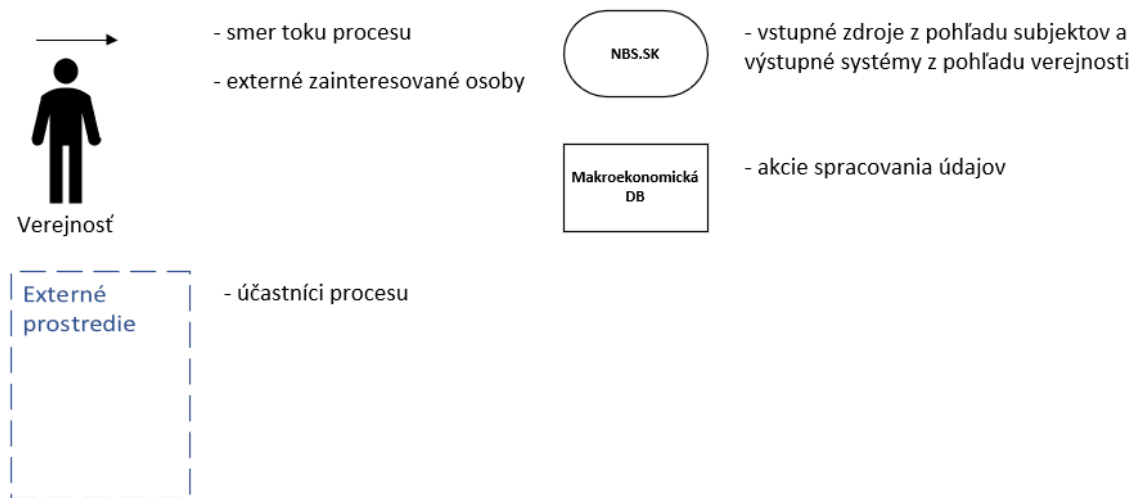 - smer toku procesu
- externé zainteresované osoby
Verejnosť
NBS.SK
- vstupné zdroje z pohľadu subjektov a
výstupné systémy z pohľadu verejnosti
Makroekonomická
DB
- akcie spracovania údajov
Externé
prostredie
- účastníci procesu